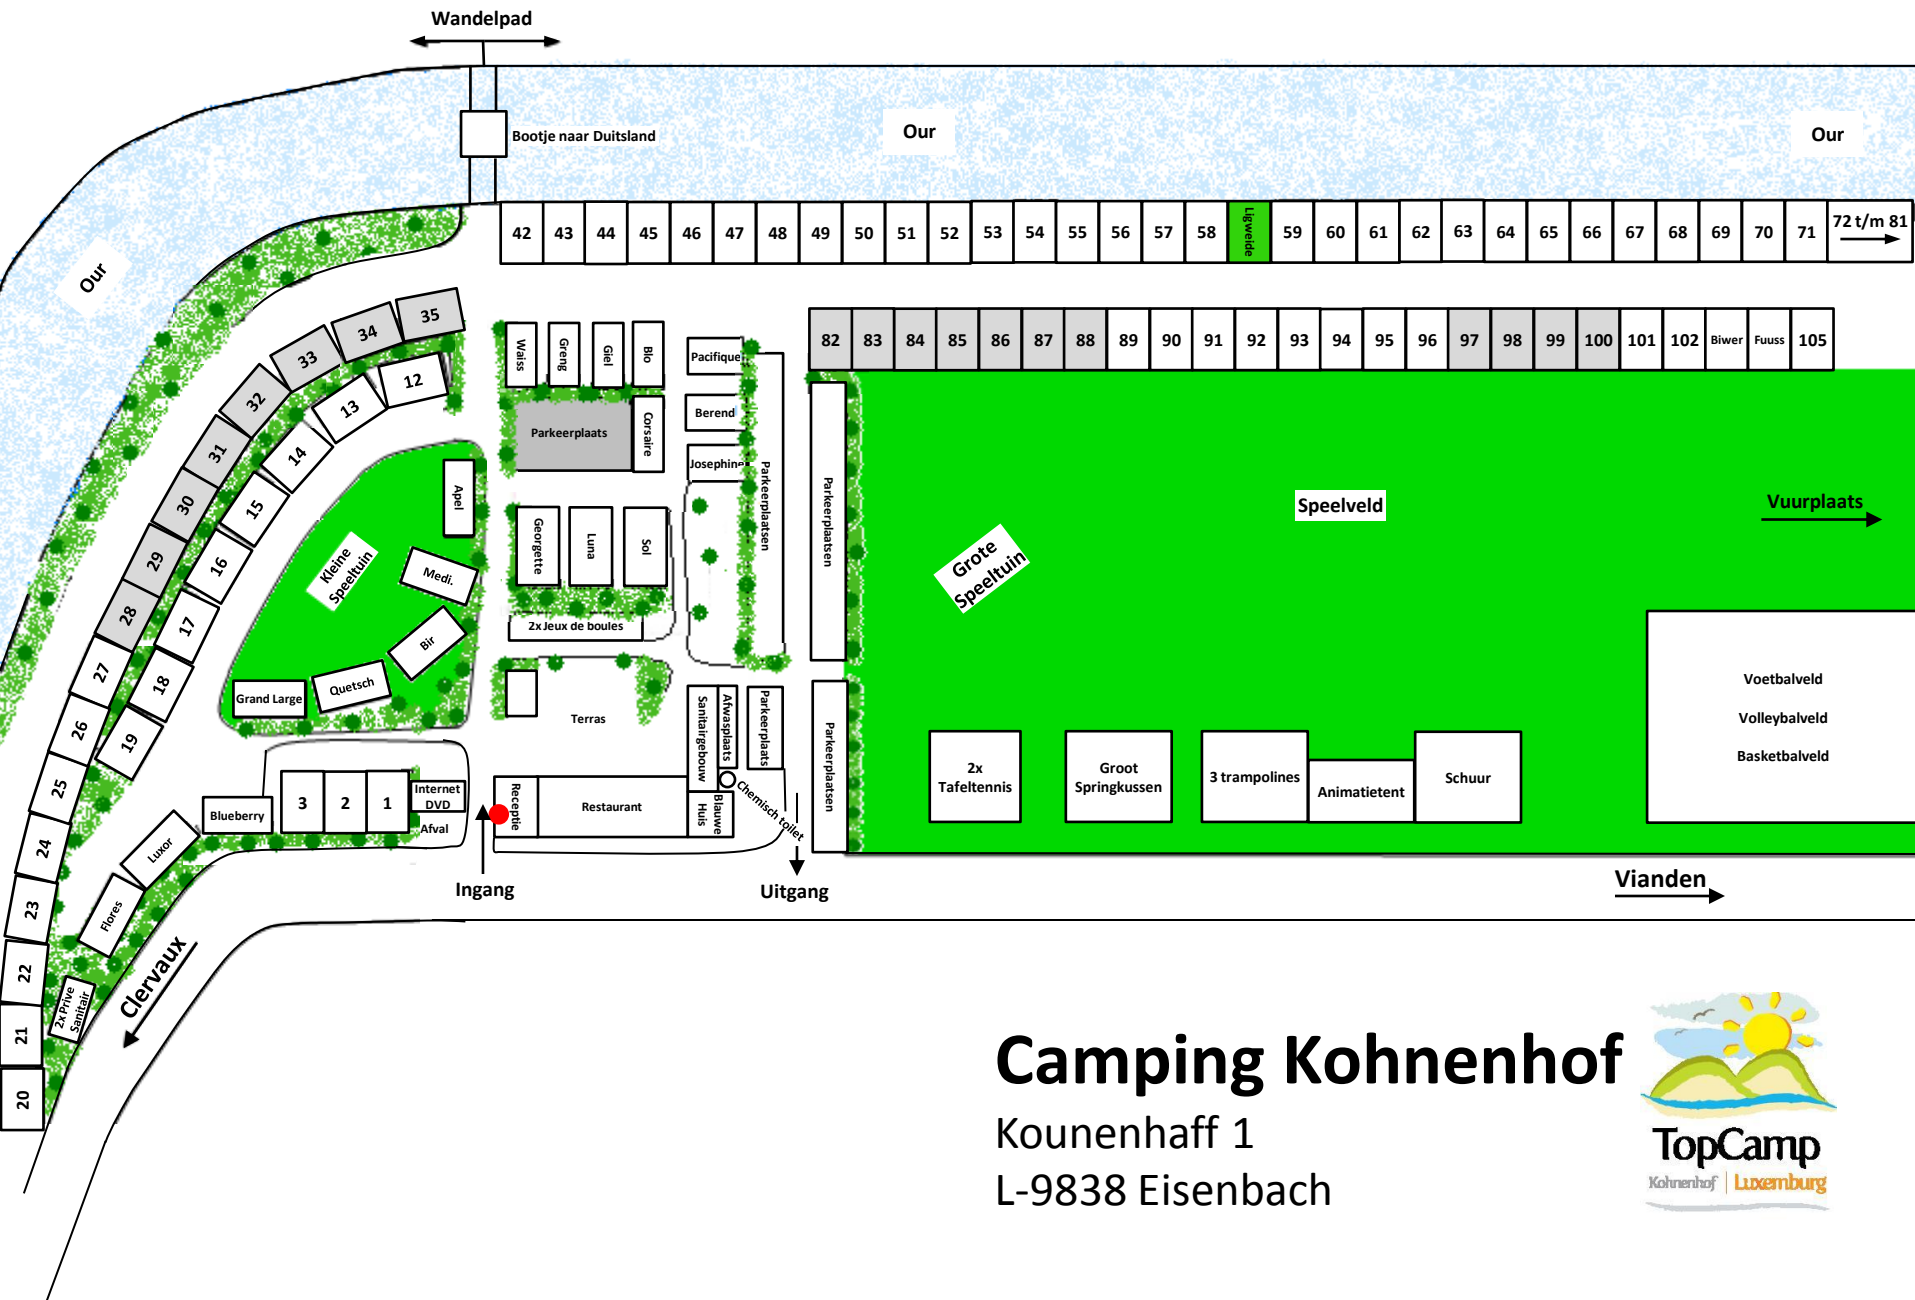 Wandelpad
Bootje naar Duitsland
Our
Our
Our
42
43
44
45
46
47
48
49
50
51
52
53
54
55
56
57
58
Ligweide
59
60
61
62
63
64
65
66
67
68
69
70
71
72 t/m 81
35
34
33
32
31
30
29
28
27
26
25
24
23
22
21
20
12
13
14
15
16
17
18
19
Waiss
Greng
Giel
Blo
Pacifique
Parkeerplaats
Corsaire
Berend
Josephine
Parkeerplaatsen
Parkeerplaatsen
82
83
84
85
86
87
88
89
90
91
92
93
94
95
96
97
98
99
100
101
102
Biwer
Fuuss
105
Apel
Kleine
Speeltuin
Medi.
Bir
Quetsch
Grand Large
Georgette
Luna
Sol
2x Jeux de boules
Terras
Speelveld
Vuurplaats
Grote
Speeltuin
Voetbalveld
Volleybalveld
Basketbalveld
Sanitairgebouw
Afwasplaats
Parkeerplaats
Parkeerplaatsen
2x
Tafeltennis
Groot
Springkussen
3 trampolines
Animatietent
Schuur
Blueberry
3
2
1
Internet
DVD
Afval
Receptie
Restaurant
Blauwe
Huis
Chemisch toilet
Luxor
Flores
2x Prive
Sanitair
Ingang
Uitgang
Vianden
Clervaux
Camping Kohnenhof
Kounenhaff 1
L-9838 Eisenbach
TopCamp
Kohnenhof | Luxemburg